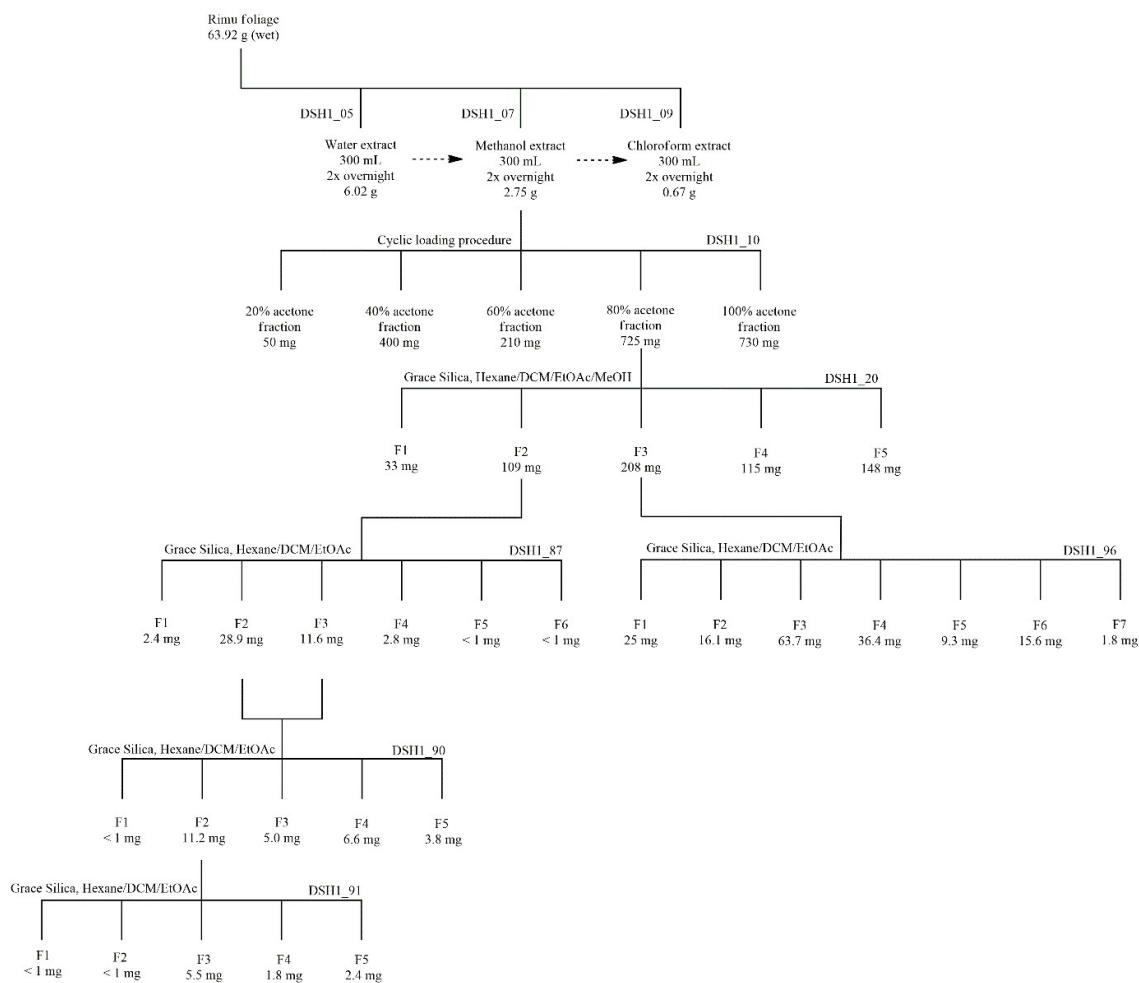 Rimu foliage
63.92 g (wet)
DSH1_05
DSH1_07
DSH1_09
Water extract
300 mL
2x overnight
6.02 g
Methanol extract
300 mL
2x overnight
2.75 g
Chloroform extract
300 mL
2x overnight
0.67 g
Cyclic loading procedure
DSH1_10
20% acetone
fraction
50 mg
40% acetone
fraction
400 mg
60% acetone
fraction
210 mg
80% acetone
fraction
725 mg
100% acetone
fraction
730 mg
Grace Silica, Hexane/DCM/EtOAc/MeOH
DSH1_20
F1
33 mg
F2
109 mg
F3
208 mg
F4
115 mg
F5
148 mg
Grace Silica, Hexane/DCM/EtOAc
DSH1_87
F1
2.4 mg
F2
28.9 mg
F3
11.6 mg
F4
2.8 mg
F5
< 1 mg
F6
< 1 mg
Grace Silica, Hexane/DCM/EtOAc
DSH1_96
F1
25 mg
F2
16.1 mg
F3
63.7 mg
F4
36.4 mg
F5
9.3 mg
F6
15.6 mg
F7
1.8 mg
Grace Silica, Hexane/DCM/EtOAc
DSH1_90
F1
< 1 mg
F2
11.2 mg
F3
5.0 mg
F4
6.6 mg
F5
3.8 mg
Grace Silica, Hexane/DCM/EtOAc
DSH1_91
F1
< 1 mg
F2
< 1 mg
F3
5.5 mg
F4
1.8 mg
F5
2.4 mg